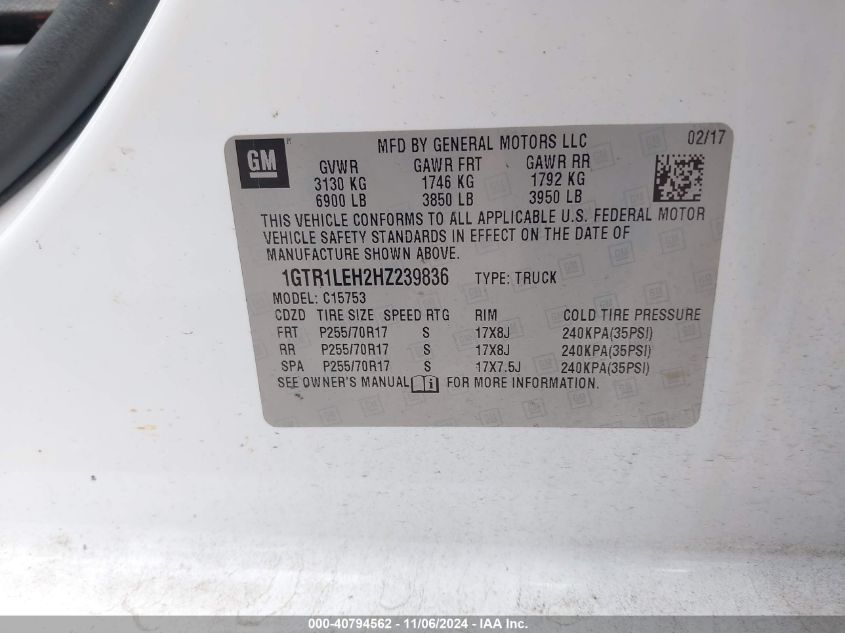 GM
MFD BY GENERAL MOTORS LLC 02/17
GVWR GAWR FRT GAWR RR
3130 KG 1746 KG 1792 KG
6900 LB 3850 LB 3950 LB
THIS VEHICLE CONFORMS TO ALL APPLICABLE U.S. FEDERAL MOTOR
VEHICLE SAFETY STANDARDS IN EFFECT ON THE DATE OF
MANUFACTURE SHOWN ABOVE.
1GTR1LEH2HZ239836 TYPE: TRUCK
MODEL: C15753
CDZD TIRE SIZE SPEED RTG RIM COLD TIRE PRESSURE
FRT P255/70R17 S 17X8J 240KPA(35PSI)
RR P255/70R17 S 17X8J 240KPA(35PSI)
SPA P255/70R17 S 17X7.5J 240KPA(35PSI)
SEE OWNER'S MANUAL FOR MORE INFORMATION.
000-40794562 - 11/06/2024 - IAA Inc.